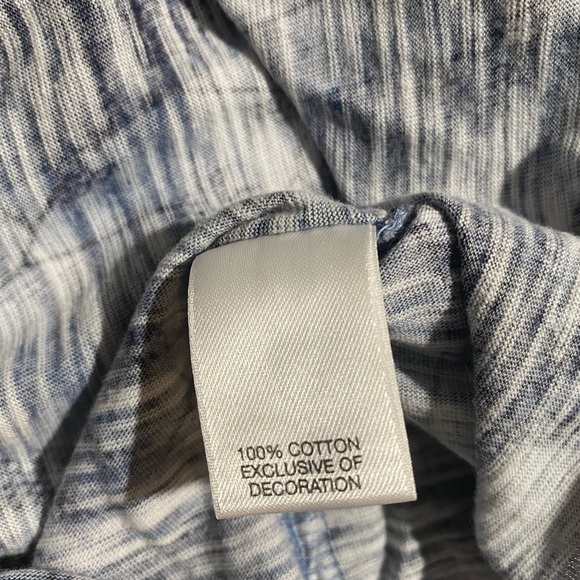 100% COTTON
EXCLUSIVE OF
DECORATION